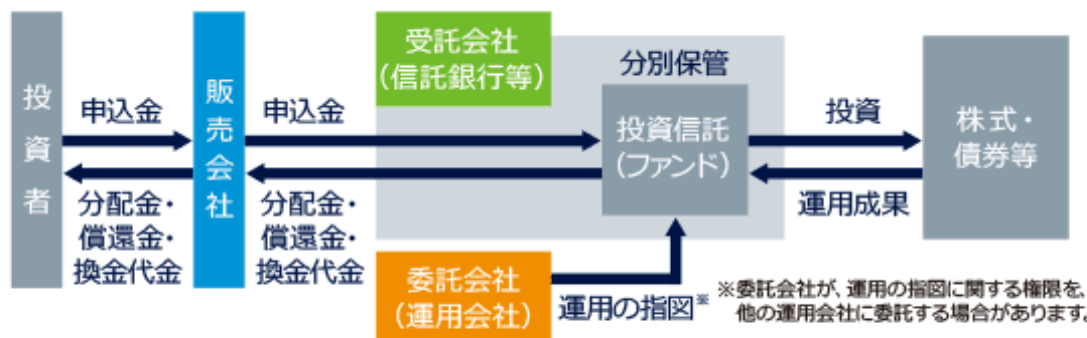 投資者
申込金
分配金・
償還金・
換金代金
販売会社
申込金
分配金・
償還金・
換金代金
受託会社
(信託銀行等)
分別保管
投資信託
(ファンド)
投資
運用成果
株式・
債券等
委託会社
(運用会社)
運用の指図※
※委託会社が、運用の指図に関する権限を、
他の運用会社に委託する場合があります。